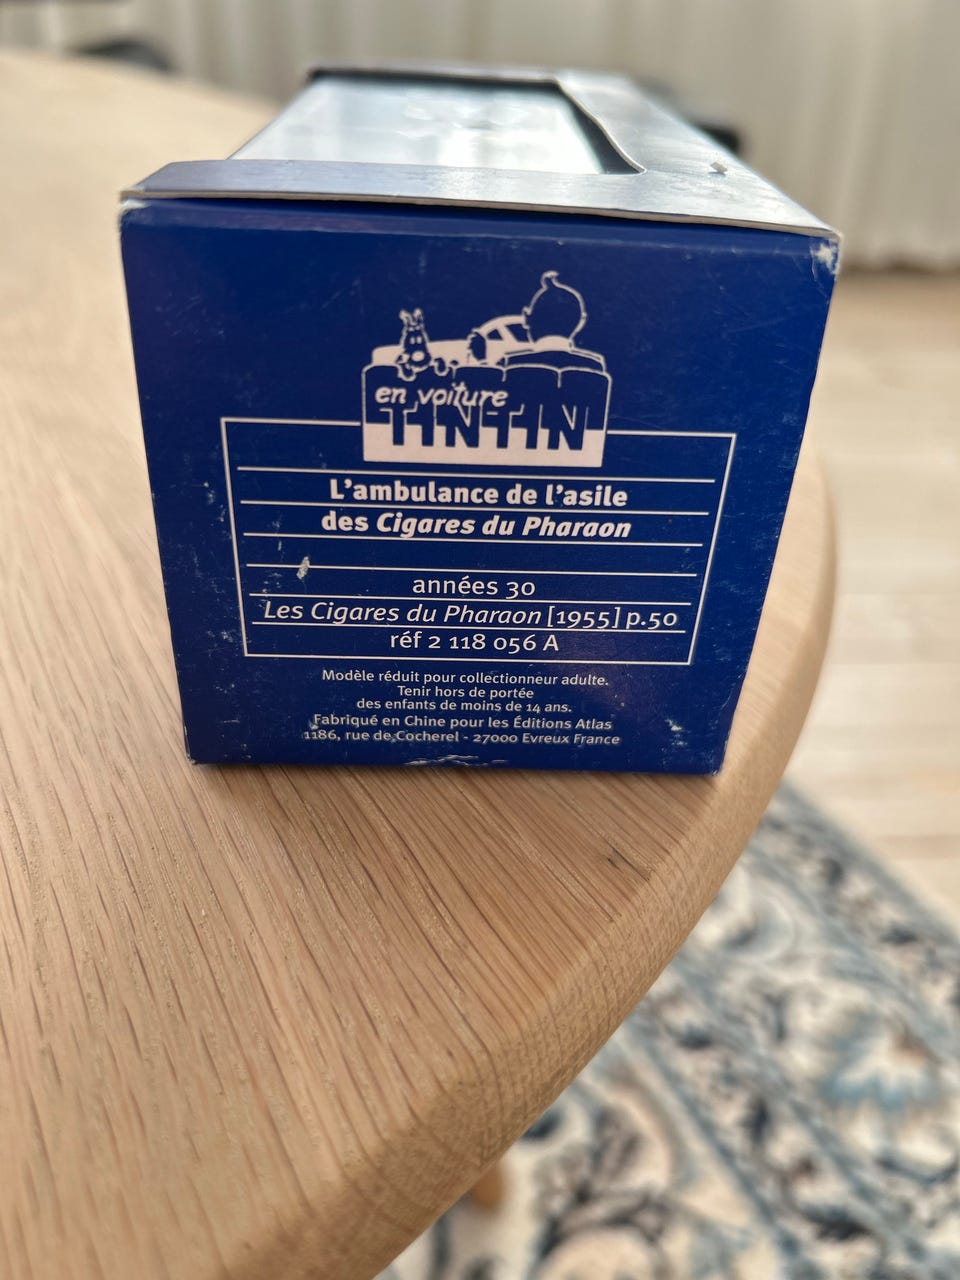 en voiture
TINTIN
L'ambulance de l'asile
des Cigares du Pharaon
années 30
Les Cigares du Pharaon [1955] p.50
réf 2 118 056 A
Modèle réduit pour collectionneur adulte.
Tenir hors de portée
des enfants de moins de 14 ans.
Fabriqué en Chine pour les Éditions Atlas
1186, rue de Cocherel - 27000 Evreux France